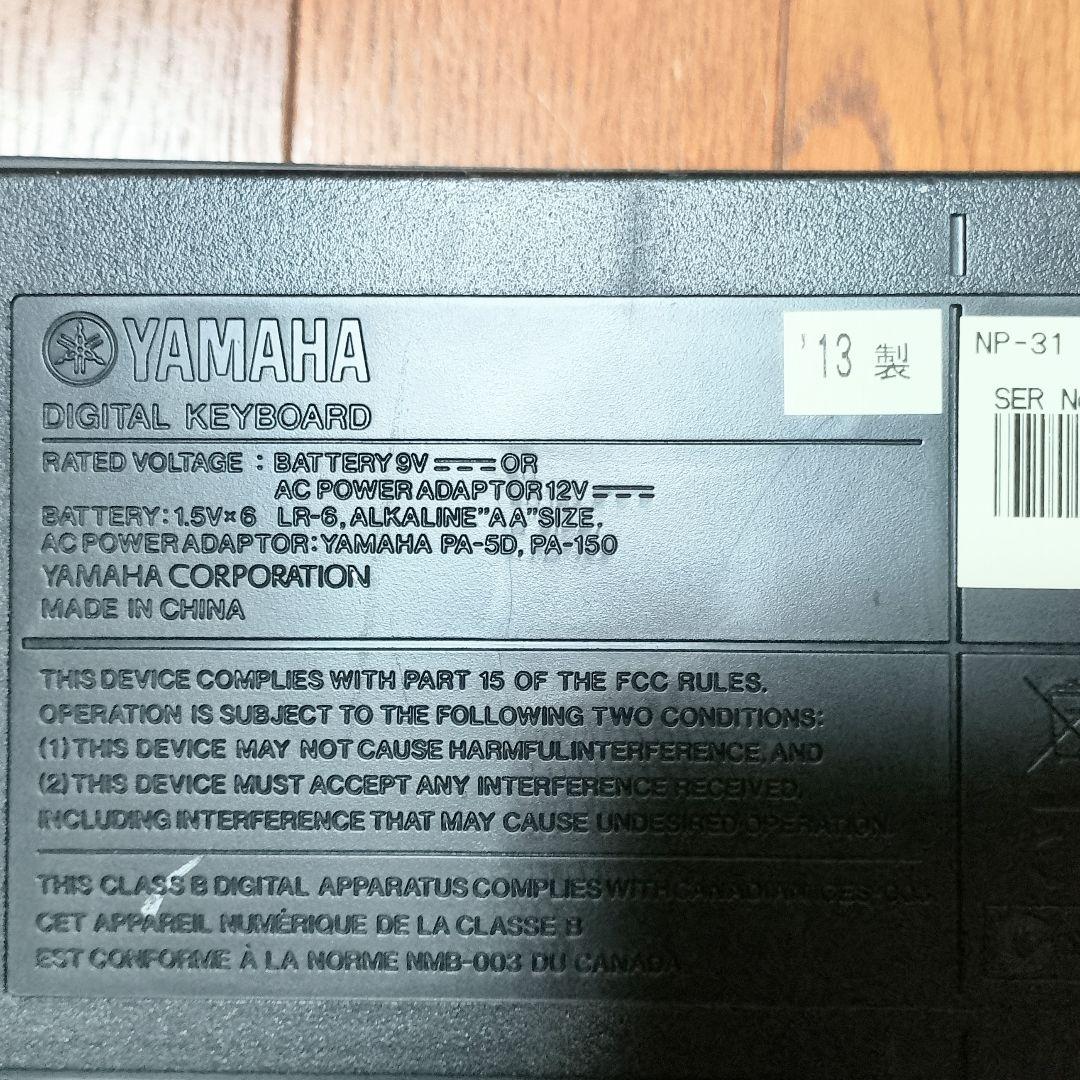 YAMAHA
DIGITAL KEYBOARD
'13 製
NP-31
SER No
RATED VOLTAGE : BATTERY 9V ⎓ OR
AC POWER ADAPTOR 12V ⎓
BATTERY: 1.5V×6 LR-6, ALKALINE"AA"SIZE.
AC POWER ADAPTOR: YAMAHA PA-5D, PA-150
YAMAHA CORPORATION
MADE IN CHINA
THIS DEVICE COMPLIES WITH PART 15 OF THE FCC RULES.
OPERATION IS SUBJECT TO THE FOLLOWING TWO CONDITIONS:
(1) THIS DEVICE MAY NOT CAUSE HARMFUL INTERFERENCE, AND
(2) THIS DEVICE MUST ACCEPT ANY INTERFERENCE RECEIVED,
INCLUDING INTERFERENCE THAT MAY CAUSE UNDESIRED OPERATION.
THIS CLASS B DIGITAL APPARATUS COMPLIES WITH CANADIAN
CET APPAREIL NUMÉRIQUE DE LA CLASSE B
EST CONFORME À LA NORME NMB-003 DU CANADA